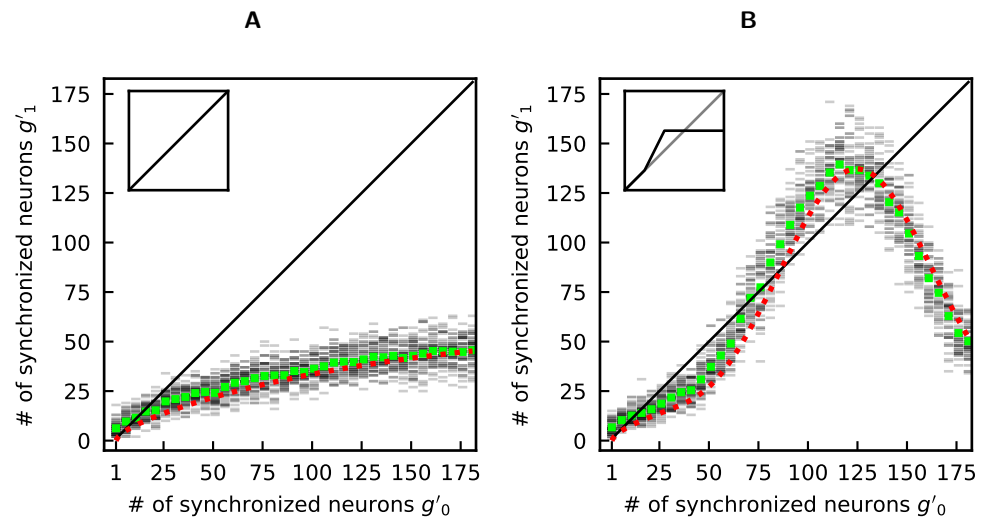 A
B
175
150
125
100
75
50
25
0
# of synchronized neurons g′₁
1 25 50 75 100 125 150 175
# of synchronized neurons g′₀
175
150
125
100
75
50
25
0
# of synchronized neurons g′₁
1 25 50 75 100 125 150 175
# of synchronized neurons g′₀